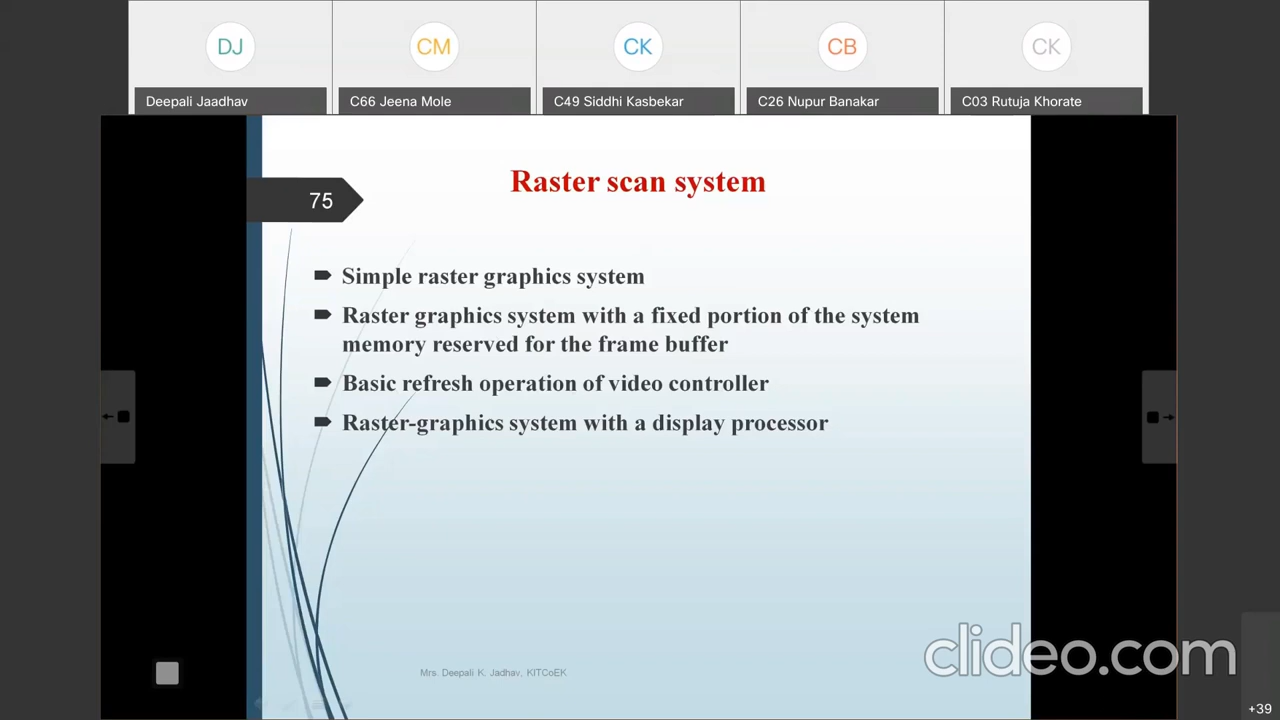 DJ
CM
CK
CB
CK
Deepali Jaadhav
C66 Jeena Mole
C49 Siddhi Kasbekar
C26 Nupur Banakar
C03 Rutuja Khorate
Raster scan system
75
Simple raster graphics system
Raster graphics system with a fixed portion of the system
memory reserved for the frame buffer
Basic refresh operation of video controller
Raster-graphics system with a display processor
clideo.com
Mrs. Deepali K. Jadhav, KITCoEK
+39